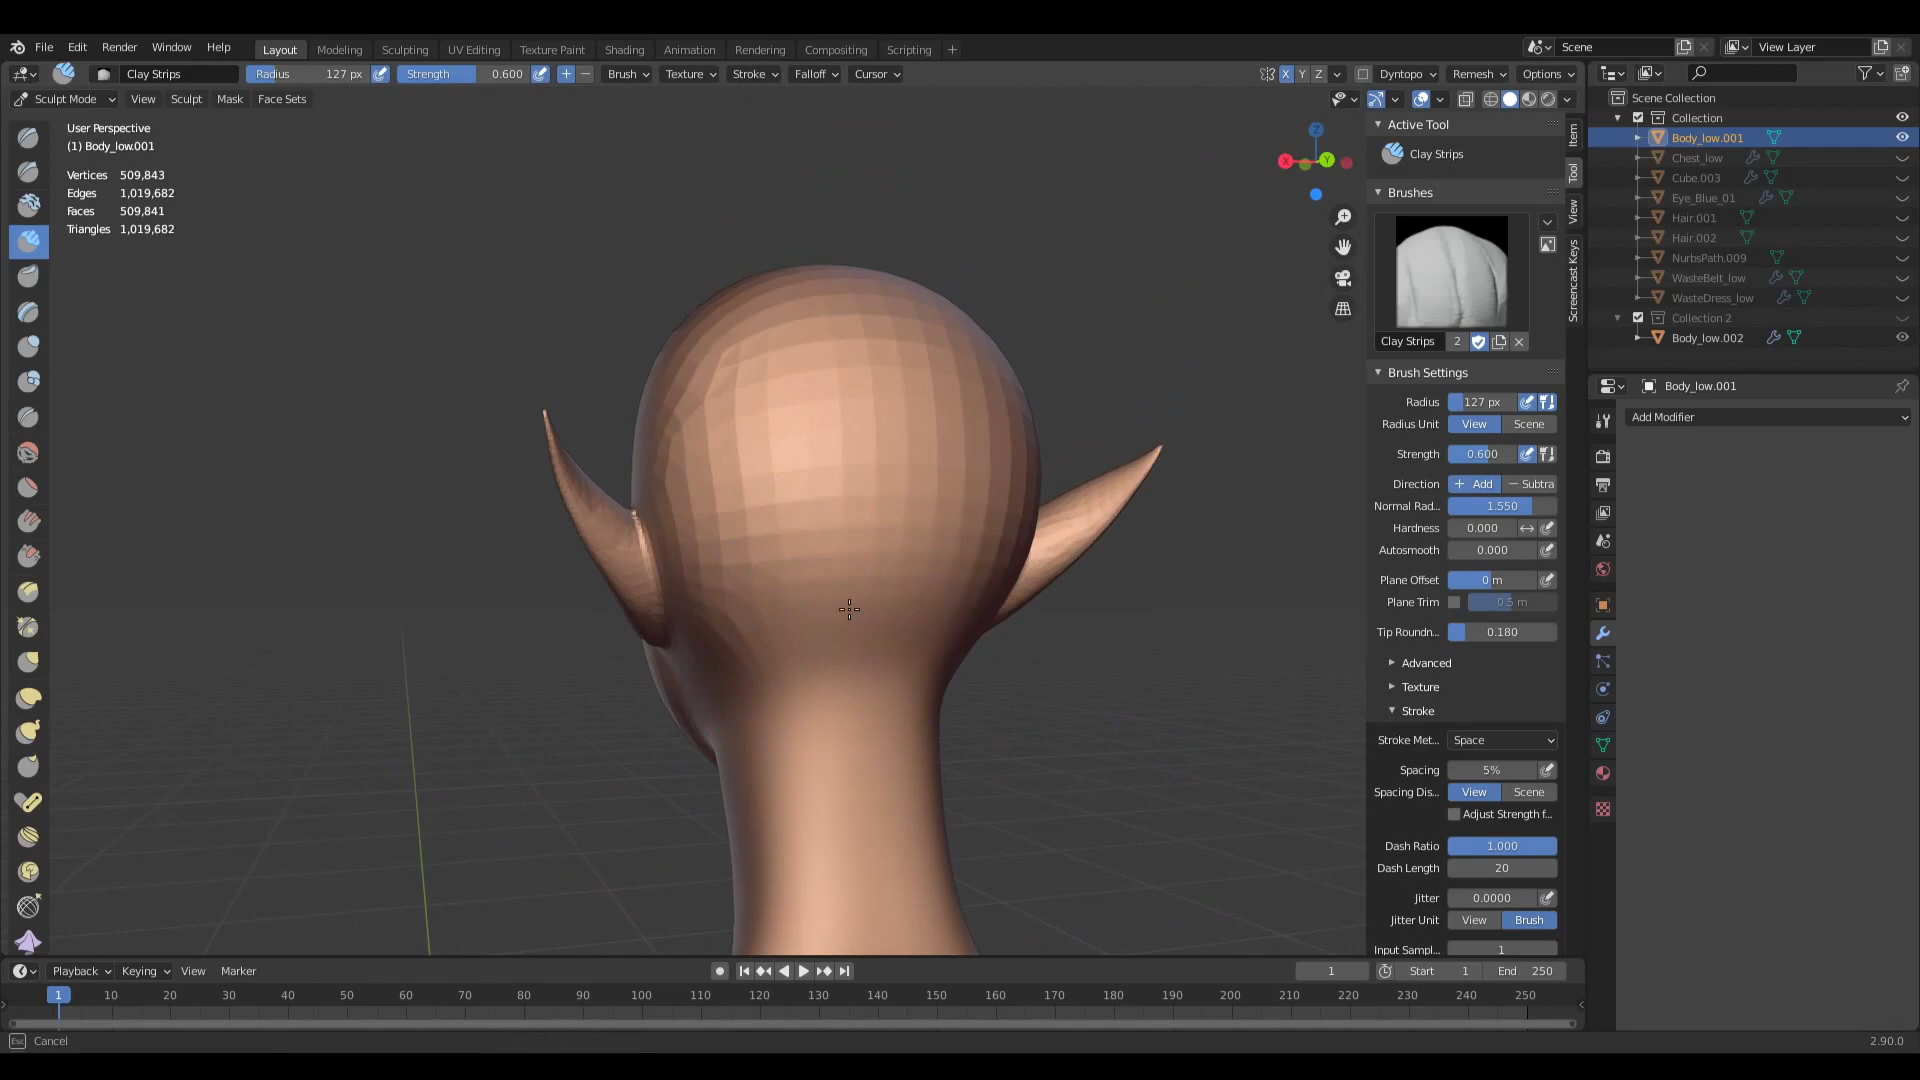 File Edit Render Window Help Layout Modeling Sculpting UV Editing Texture Paint Shading Animation Rendering Compositing Scripting + Scene View Layer
Clay Strips Radius 127 px Strength 0.600 Brush Texture Stroke Falloff Cursor X Y Z Dyntopo Remesh Options
Sculpt Mode View Sculpt Mask Face Sets
User Perspective
(1) Body_low.001
Vertices 509,843
Edges 1,019,682
Faces 509,841
Triangles 1,019,682
Z
X Y
Active Tool
Clay Strips
Brushes
Clay Strips 2
Brush Settings
Radius 127 px
Radius Unit View Scene
Strength 0.600
Direction + Add − Subtra
Normal Rad... 1.550
Hardness 0.000
Autosmooth 0.000
Plane Offset 0 m
Plane Trim 0.5 m
Tip Roundn... 0.180
Advanced
Texture
Stroke
Stroke Met... Space
Spacing 5%
Spacing Dis... View Scene
Adjust Strength f...
Dash Ratio 1.000
Dash Length 20
Jitter 0.0000
Jitter Unit View Brush
Input Sampl... 1
Item
Tool
View
Screencast Keys
Scene Collection
Collection
Body_low.001
Chest_low
Cube.003
Eye_Blue_01
Hair.001
Hair.002
NurbsPath.009
WasteBelt_low
WasteDress_low
Collection 2
Body_low.002
Body_low.001
Add Modifier
Playback Keying View Marker 1 Start 1 End 250
1 10 20 30 40 50 60 70 80 90 100 110 120 130 140 150 160 170 180 190 200 210 220 230 240 250
Esc Cancel 2.90.0